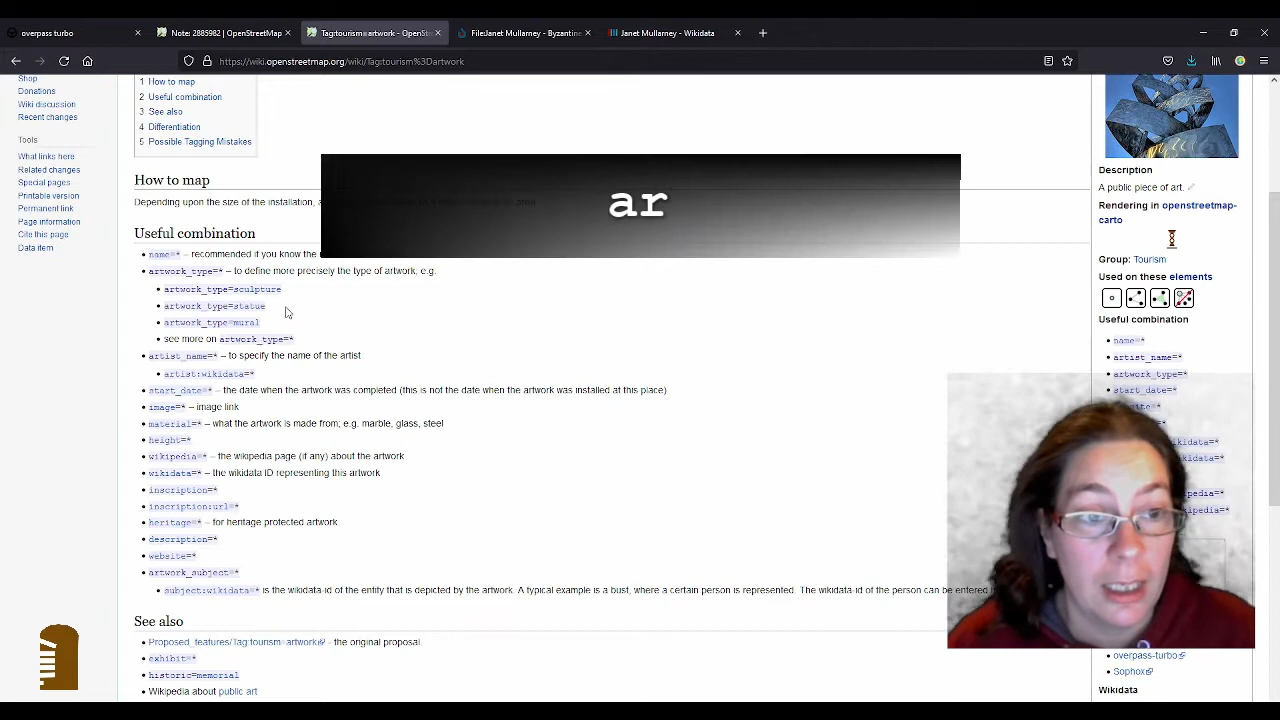 overpass turbo
Note: 2885982 | OpenStreetMap
Tag:tourism=artwork - OpenStre
File:Janet Mullarney - Byzantine
Janet Mullarney - Wikidata
https://wiki.openstreetmap.org/wiki/Tag:tourism%3Dartwork
Shop
Donations
Wiki discussion
Recent changes
Tools
What links here
Related changes
Special pages
Printable version
Permanent link
Page information
Cite this page
Data item
1 How to map
2 Useful combination
3 See also
4 Differentiation
5 Possible Tagging Mistakes
How to map
Depending upon the size of the installation, a
ar
Useful combination
name=* – recommended if you know the
artwork_type=* – to define more precisely the type of artwork; e.g.
artwork_type=sculpture
artwork_type=statue
artwork_type=mural
see more on artwork_type=*
artist_name=* – to specify the name of the artist
artist:wikidata=*
start_date=* – the date when the artwork was completed (this is not the date when the artwork was installed at this place)
image=* – image link
material=* – what the artwork is made from; e.g. marble, glass, steel
height=*
wikipedia=* – the wikipedia page (if any) about the artwork
wikidata=* – the wikidata ID representing this artwork
inscription=*
inscription:url=*
heritage=* – for heritage protected artwork
description=*
website=*
artwork_subject=*
subject:wikidata=* is the wikidata-id of the entity that is depicted by the artwork. A typical example is a bust, where a certain person is represented. The wikidata-id of the person can be entered
See also
Proposed_features/Tag:tourism=artwork - the original proposal
exhibit=*
historic=memorial
Wikipedia about public art
Description
A public piece of art.
Rendering in openstreetmap-
carto
Group: Tourism
Used on these elements
Useful combination
name=*
artist_name=*
artwork_type=*
start_date=*
overpass-turbo
Sophox
Wikidata